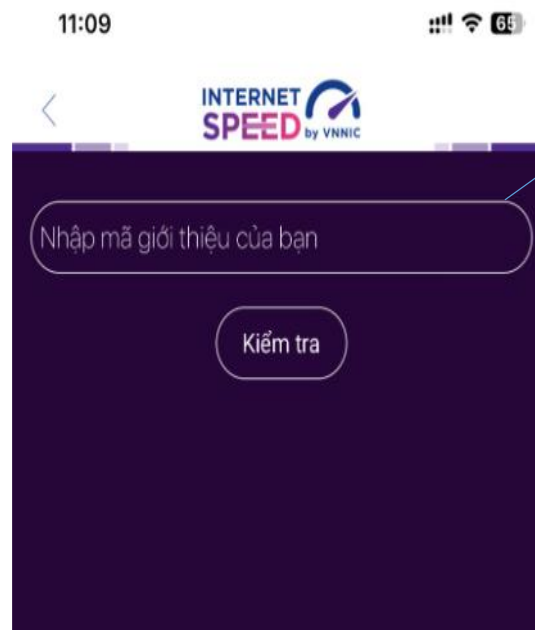 11:09
65
INTERNET
SPEED by VNNIC
Nhập mã giới thiệu của bạn
Kiểm tra